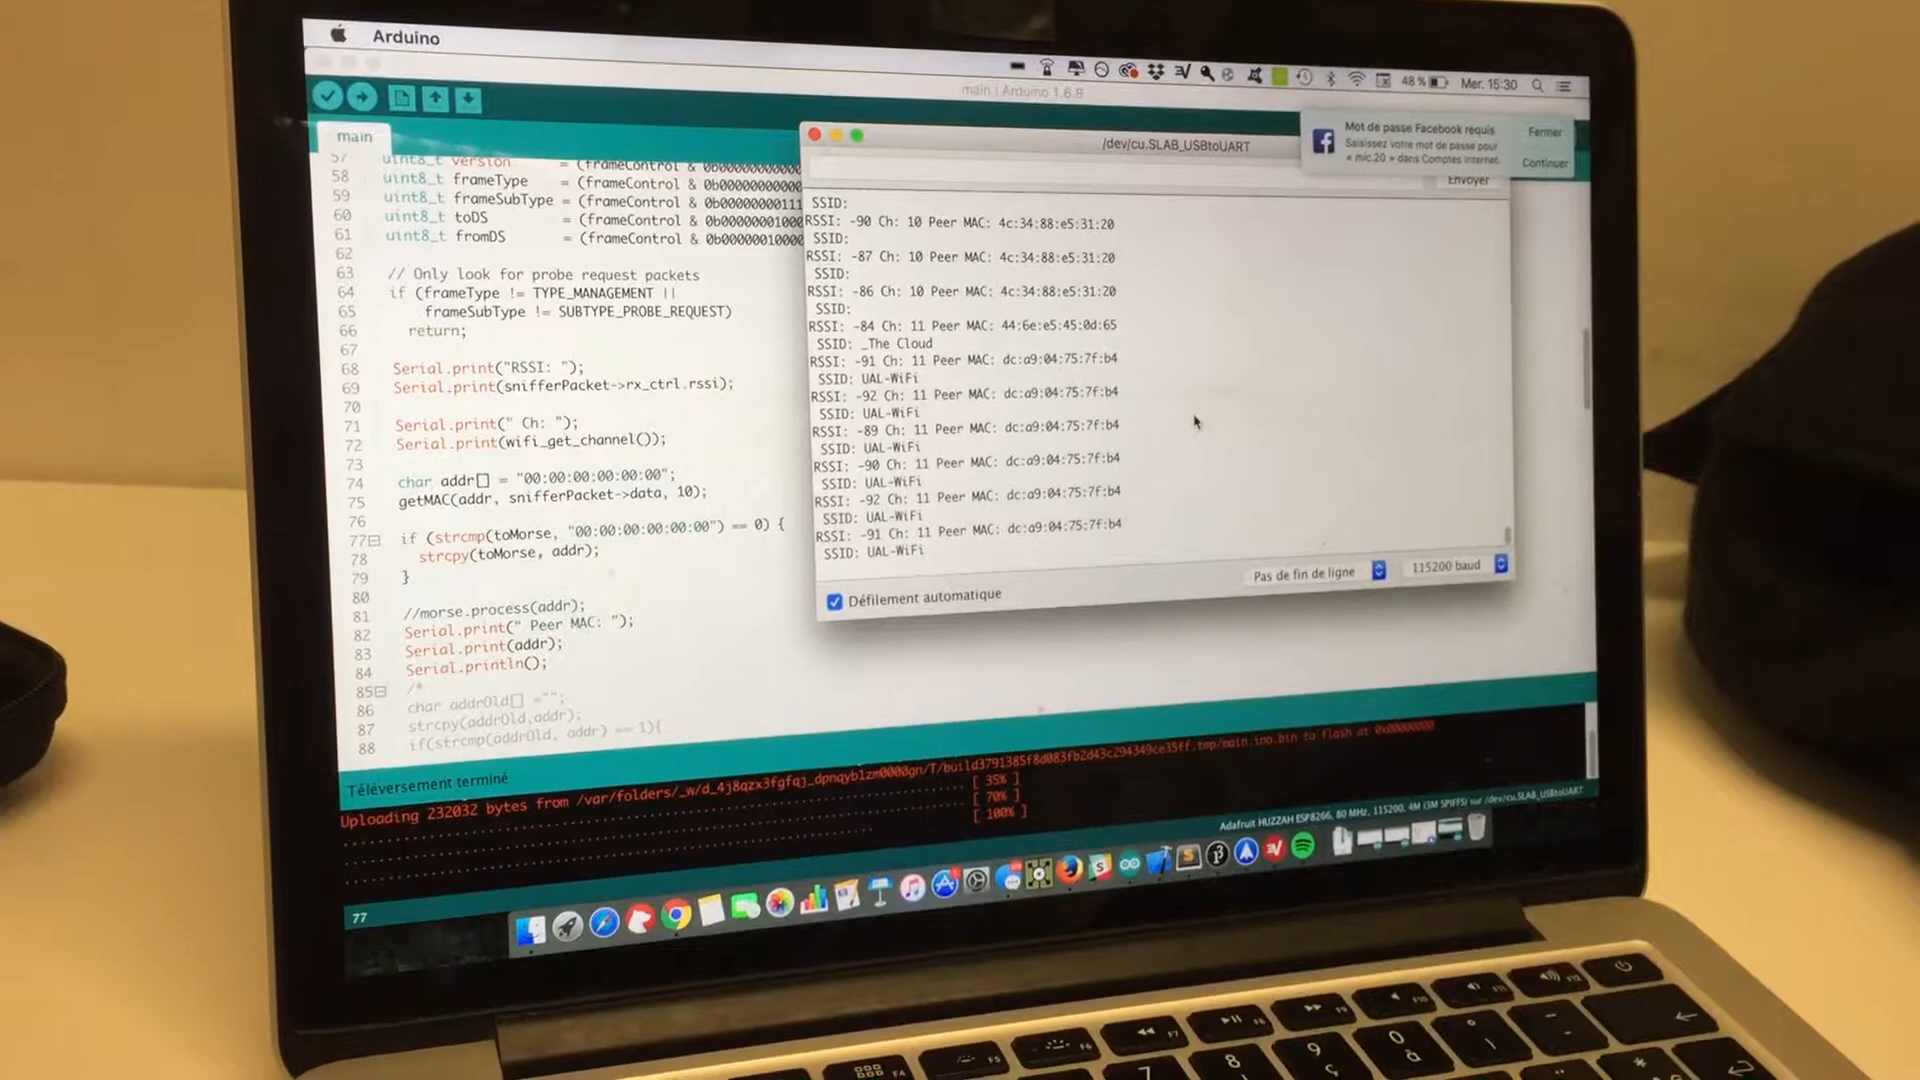 Arduino
48 %
Mer. 15:30
main | Arduino 1.6.8
main
57 uint8_t version = (frameControl & 0b0000000000
58 uint8_t frameType = (frameControl & 0b000000000000
59 uint8_t frameSubType = (frameControl & 0b00000000111
60 uint8_t toDS = (frameControl & 0b00000001000
61 uint8_t fromDS = (frameControl & 0b0000001000
62
63 // Only look for probe request packets
64 if (frameType != TYPE_MANAGEMENT ||
65 frameSubType != SUBTYPE_PROBE_REQUEST)
66 return;
67
68 Serial.print("RSSI: ");
69 Serial.print(snifferPacket->rx_ctrl.rssi);
70
71 Serial.print(" Ch: ");
72 Serial.print(wifi_get_channel());
73
74 char addr[] = "00:00:00:00:00:00";
75 getMAC(addr, snifferPacket->data, 10);
76
77 if (strcmp(toMorse, "00:00:00:00:00:00") == 0) {
78 strcpy(toMorse, addr);
79 }
80
81 //morse.process(addr);
82 Serial.print(" Peer MAC: ");
83 Serial.print(addr);
84 Serial.println();
85 /*
86 char addrOld[] ="";
87 strcpy(addrOld,addr);
88 if(strcmp(addrOld, addr) == 1){
/dev/cu.SLAB_USBtoUART
Mot de passe Facebook requis
Saisissez votre mot de passe pour
« mic.20 » dans Comptes Internet.
Fermer
Continuer
Envoyer
SSID:
RSSI: -90 Ch: 10 Peer MAC: 4c:34:88:e5:31:20
SSID:
RSSI: -87 Ch: 10 Peer MAC: 4c:34:88:e5:31:20
SSID:
RSSI: -86 Ch: 10 Peer MAC: 4c:34:88:e5:31:20
SSID:
RSSI: -84 Ch: 11 Peer MAC: 44:6e:e5:45:0d:65
SSID: _The Cloud
RSSI: -91 Ch: 11 Peer MAC: dc:a9:04:75:7f:b4
SSID: UAL-WiFi
RSSI: -92 Ch: 11 Peer MAC: dc:a9:04:75:7f:b4
SSID: UAL-WiFi
RSSI: -89 Ch: 11 Peer MAC: dc:a9:04:75:7f:b4
SSID: UAL-WiFi
RSSI: -90 Ch: 11 Peer MAC: dc:a9:04:75:7f:b4
SSID: UAL-WiFi
RSSI: -92 Ch: 11 Peer MAC: dc:a9:04:75:7f:b4
SSID: UAL-WiFi
RSSI: -91 Ch: 11 Peer MAC: dc:a9:04:75:7f:b4
SSID: UAL-WiFi
Défilement automatique
Pas de fin de ligne
115200 baud
Téléversement terminé
Uploading 232032 bytes from /var/folders/_w/d_4j8qzx3fgfqj_dpnqyb1zm0000gn/T/build3791385f8d083fb2d43c294349ce35ff.tmp/main.ino.bin to flash at 0x00000000
[ 35% ]
[ 70% ]
[ 100% ]
77
Adafruit HUZZAH ESP8266, 80 MHz, 115200, 4M (3M SPIFFS) sur /dev/cu.SLAB_USBtoUART
F4
F5
F6
F7
F8
F9
F10
F11
F12
7
8
9
ç
0
à